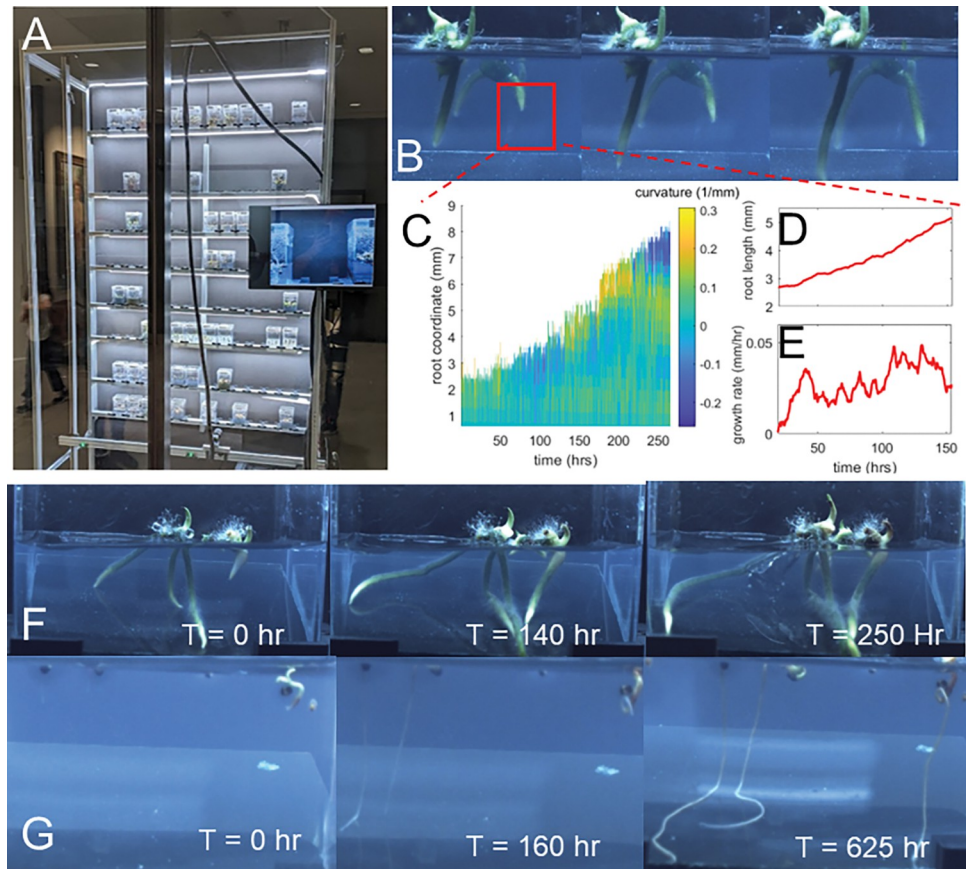 A
B
C
curvature (1/mm)
root coordinate (mm)
9
8
7
6
5
4
3
2
1
50
100
150
200
250
time (hrs)
0.3
0.2
0.1
0
-0.1
-0.2
D
root length (mm)
5
4
3
2
E
growth rate (mm/hr)
0.05
0
50
100
150
time (hrs)
F
T = 0 hr
T = 140 hr
T = 250 Hr
G
T = 0 hr
T = 160 hr
T = 625 hr